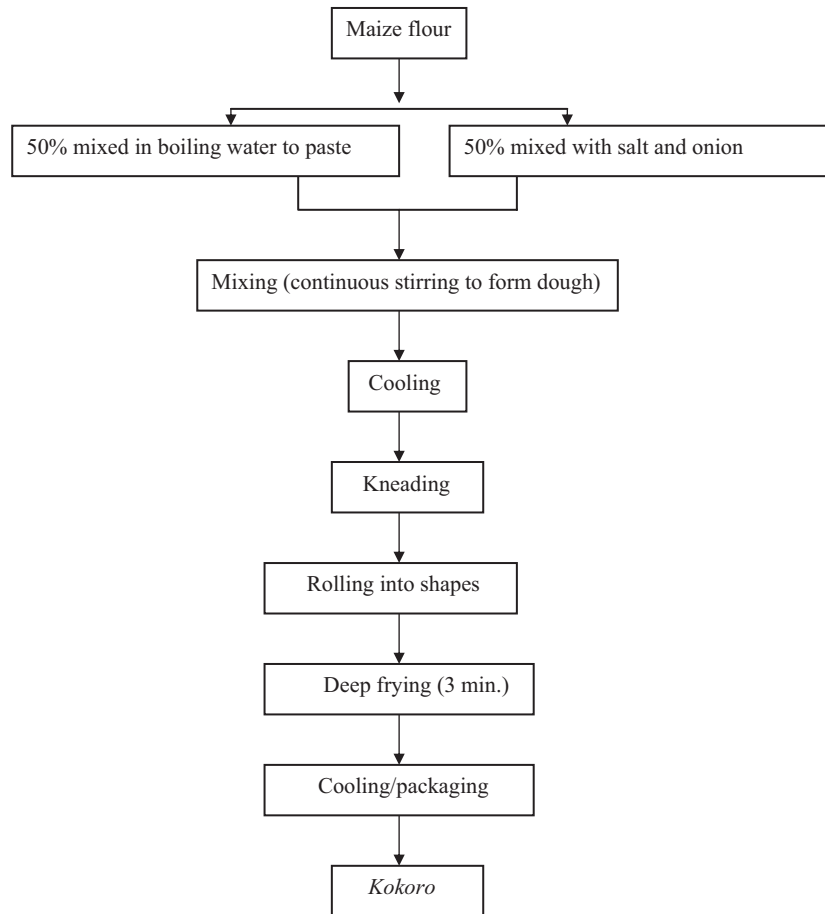 Maize flour
50% mixed in boiling water to paste
50% mixed with salt and onion
Mixing (continuous stirring to form dough)
Cooling
Kneading
Rolling into shapes
Deep frying (3 min.)
Cooling/packaging
Kokoro